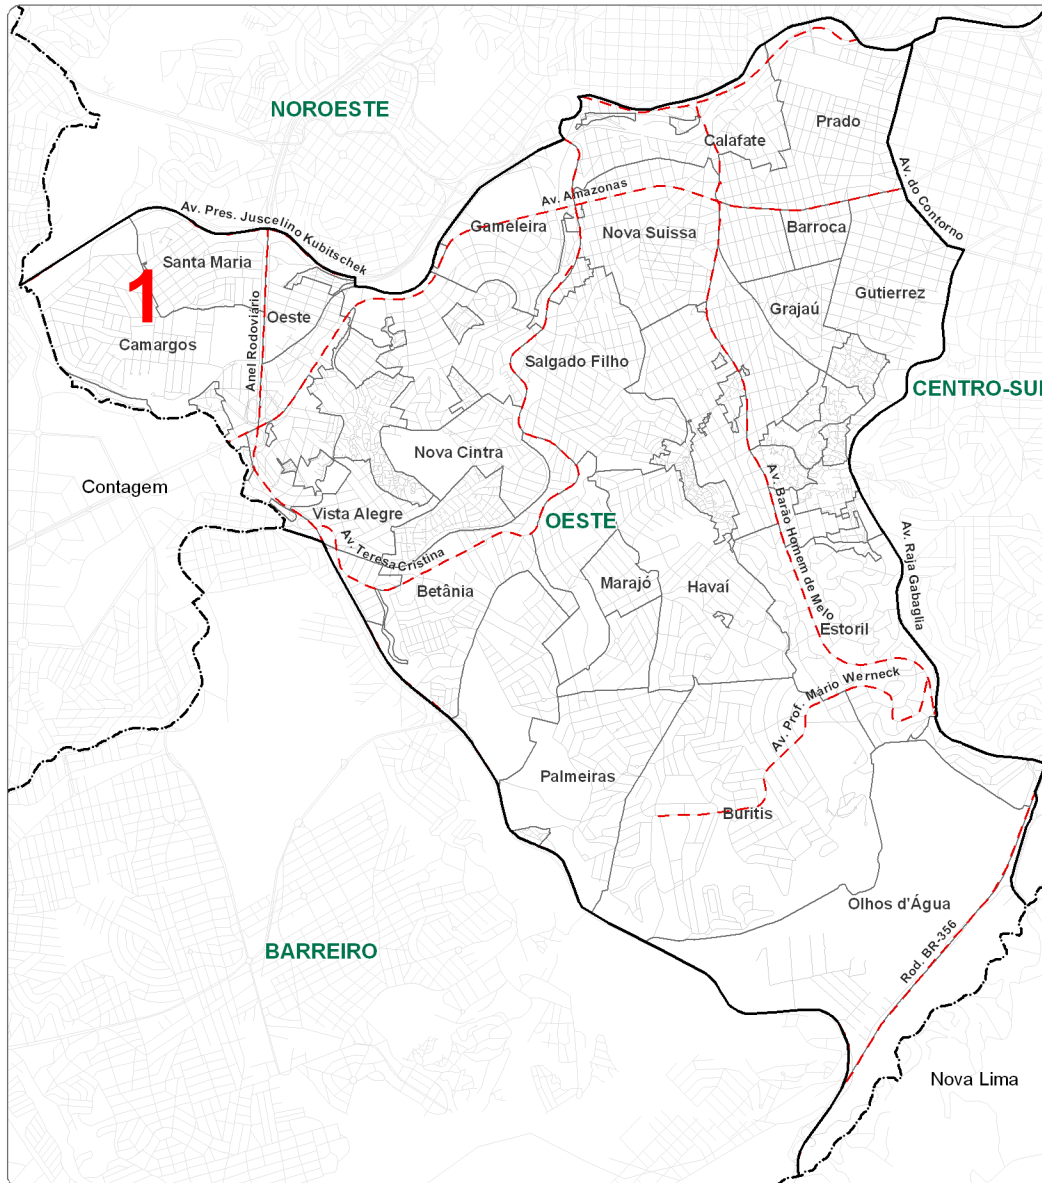 NOROESTE
Prado
Calafate
Av. do Contorno
Av. Amazonas
Av. Pres. Juscelino Kubitschek
Gameleira
Nova Suissa
Barroca
Santa Maria
1
Gutierrez
Grajaú
Oeste
Anel Rodoviário
Camargos
Salgado Filho
CENTRO-SUL
Nova Cintra
Contagem
Vista Alegre
OESTE
Av. Teresa Cristina
Av. Barão Homem de Melo
Av. Raja Gabaglia
Betânia
Marajó
Havaí
Estoril
Av. Prof. Mário Werneck
Palmeiras
Buritis
Olhos d'Água
BARREIRO
Rod. BR-356
Nova Lima